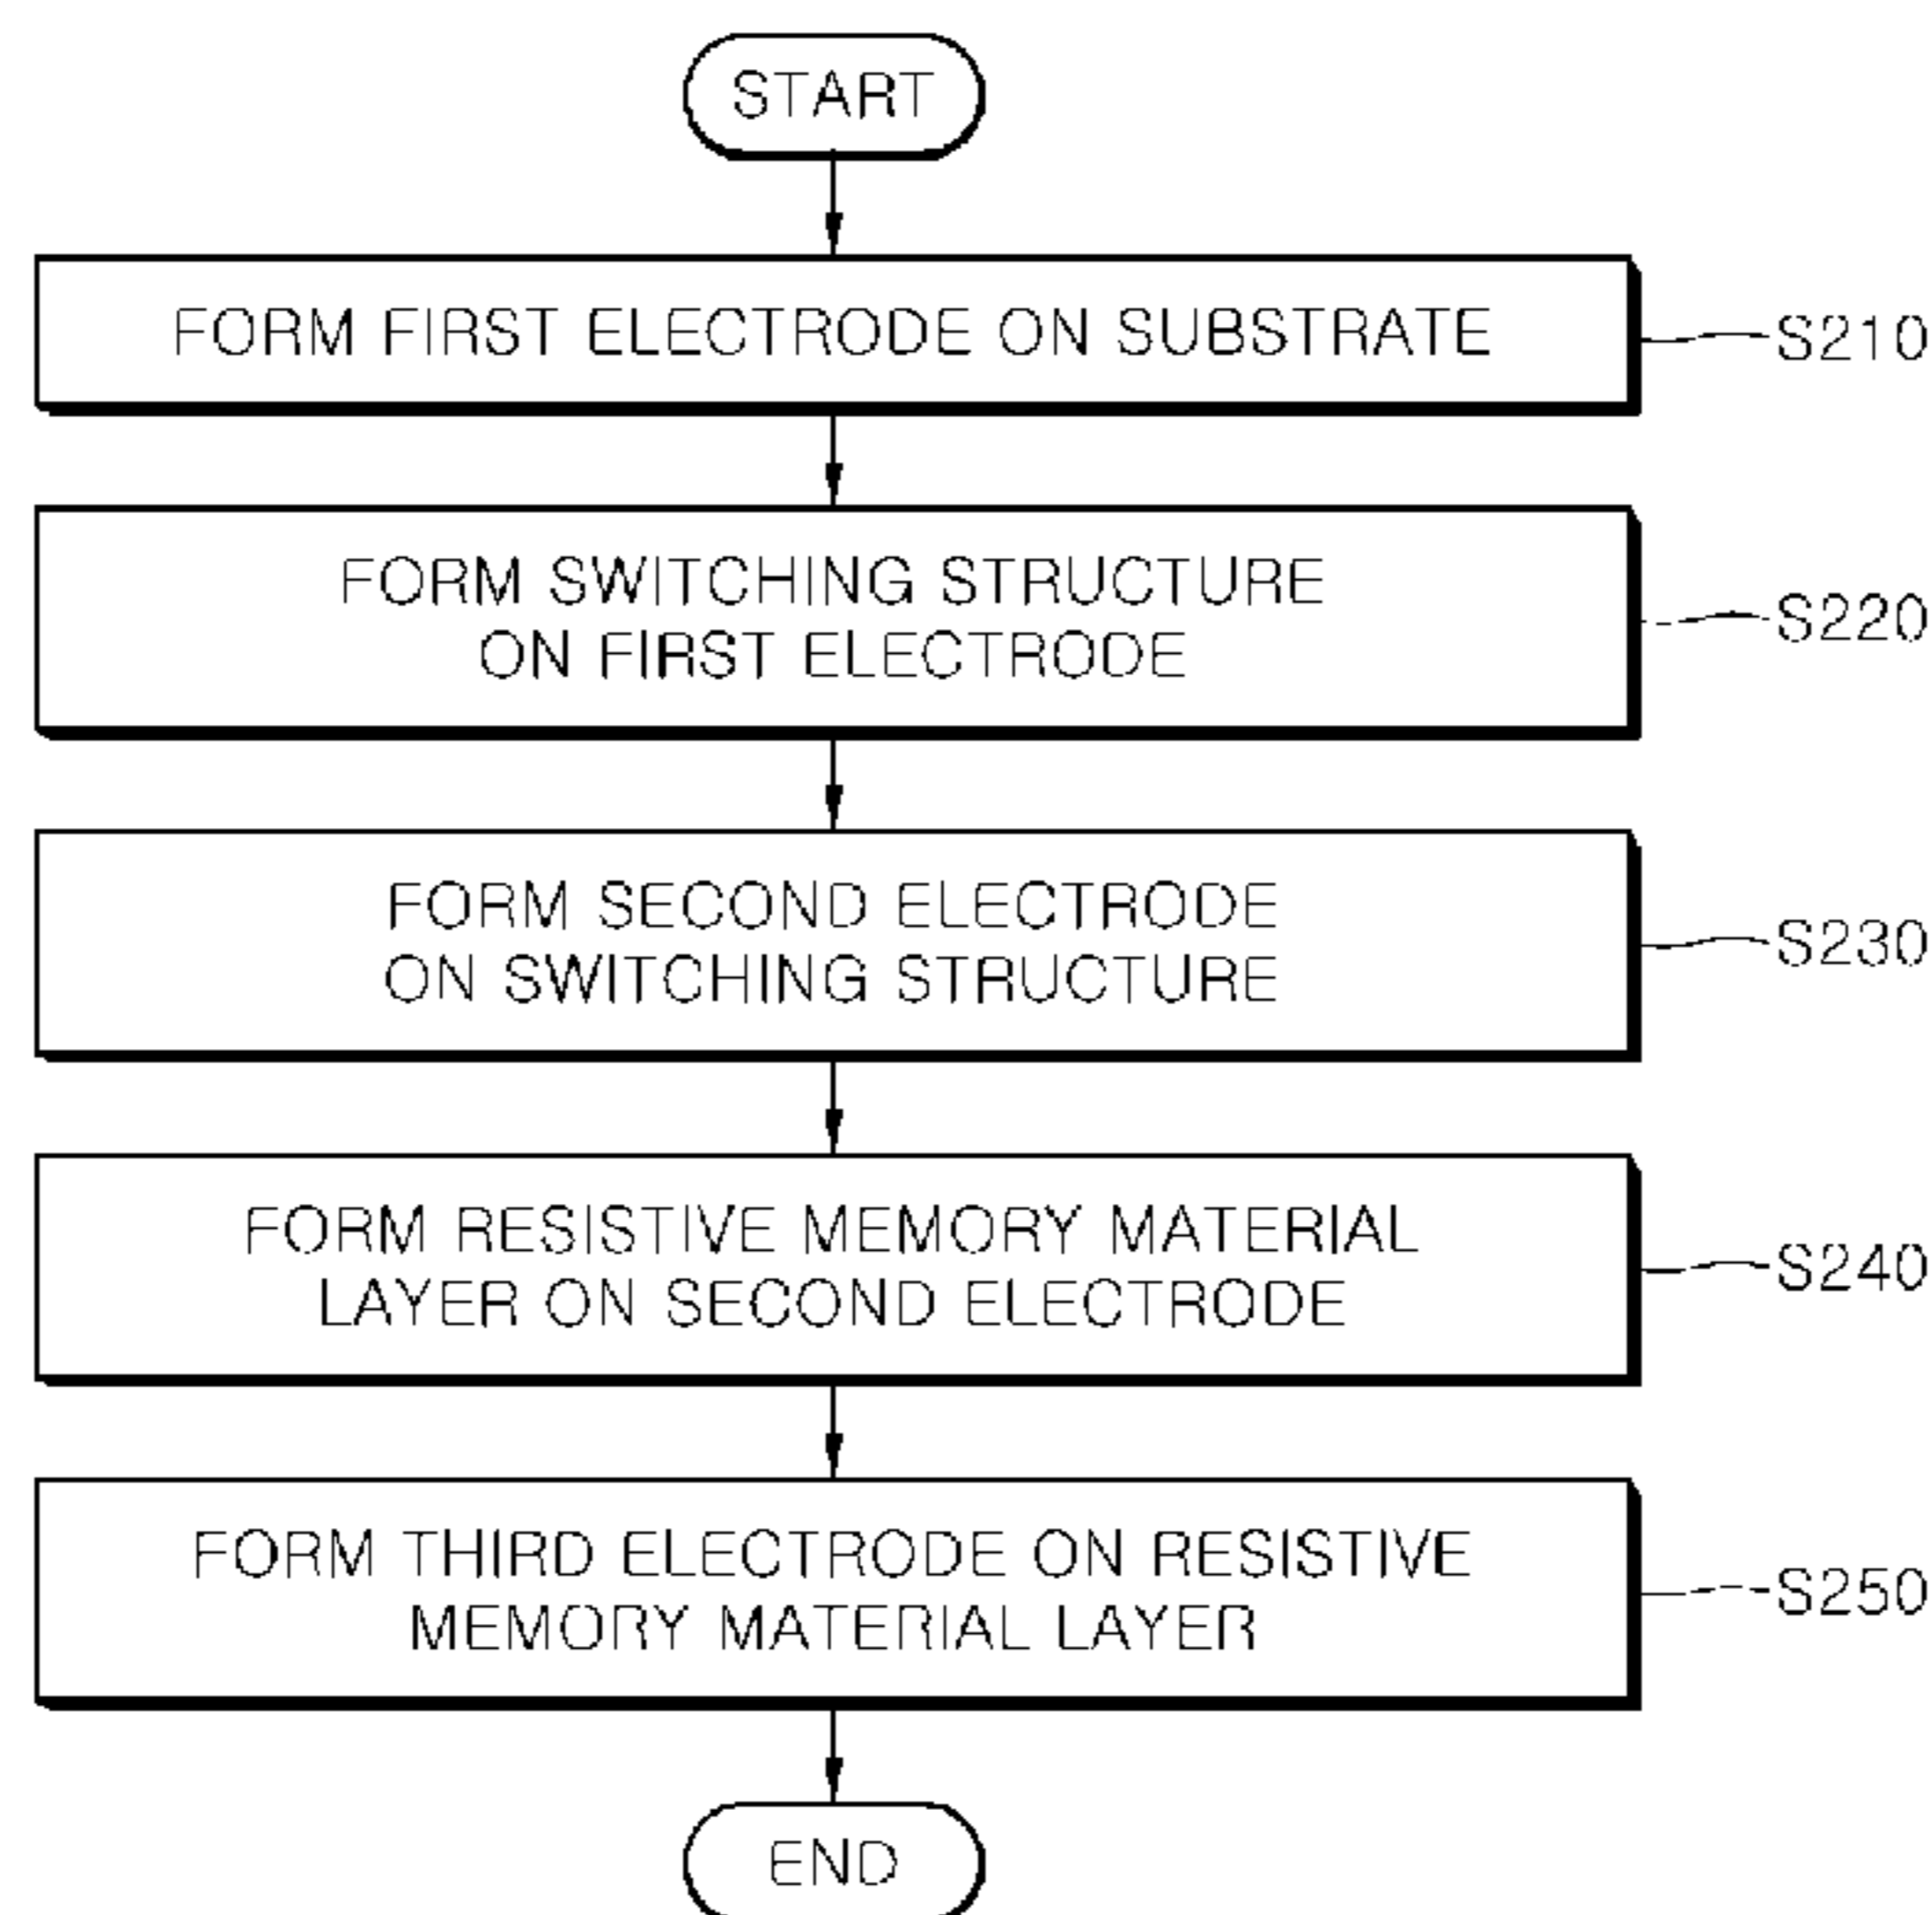 START
FORM FIRST ELECTRODE ON SUBSTRATE
S210
FORM SWITCHING STRUCTURE
ON FIRST ELECTRODE
S220
FORM SECOND ELECTRODE
ON SWITCHING STRUCTURE
S230
FORM RESISTIVE MEMORY MATERIAL
LAYER ON SECOND ELECTRODE
S240
FORM THIRD ELECTRODE ON RESISTIVE
MEMORY MATERIAL LAYER
S250
END